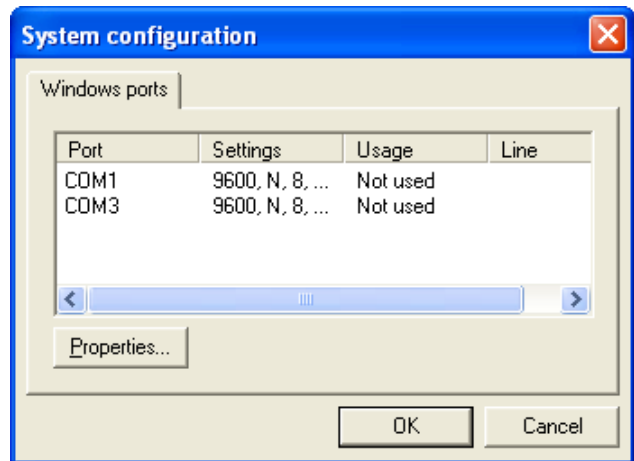 System configuration
Windows ports
Port Settings Usage Line
COM1 9600, N, 8, ... Not used
COM3 9600, N, 8, ... Not used
Properties...
OK Cancel